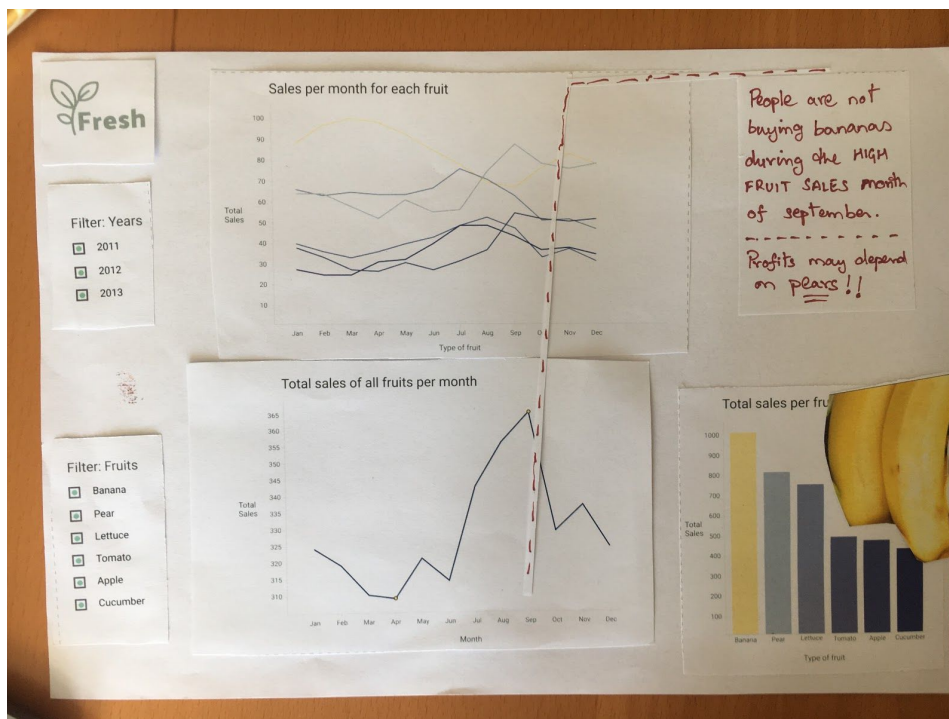 Fresh
Sales per month for each fruit
100
90
80
70
60
50
40
30
20
10
Total
Sales
Jan Feb Mar Apr May Jun Jul Aug Sep Nov Dec
Type of fruit
People are not
buying bananas
during the HIGH
FRUIT SALES month
of september.
Profits may depend
on pears!!
Filter: Years
2011
2012
2013
Total sales of all fruits per month
365
360
355
350
345
340
335
330
325
320
315
310
Total
Sales
Jan Feb Mar Apr May Jun Jul Aug Sep Oct Nov Dec
Month
Filter: Fruits
Banana
Pear
Lettuce
Tomato
Apple
Cucumber
Total sales per fru
1000
900
800
700
600
500
400
300
200
100
Total
Sales
Banana Pear Lettuce Tomato Apple Cucumber
Type of fruit